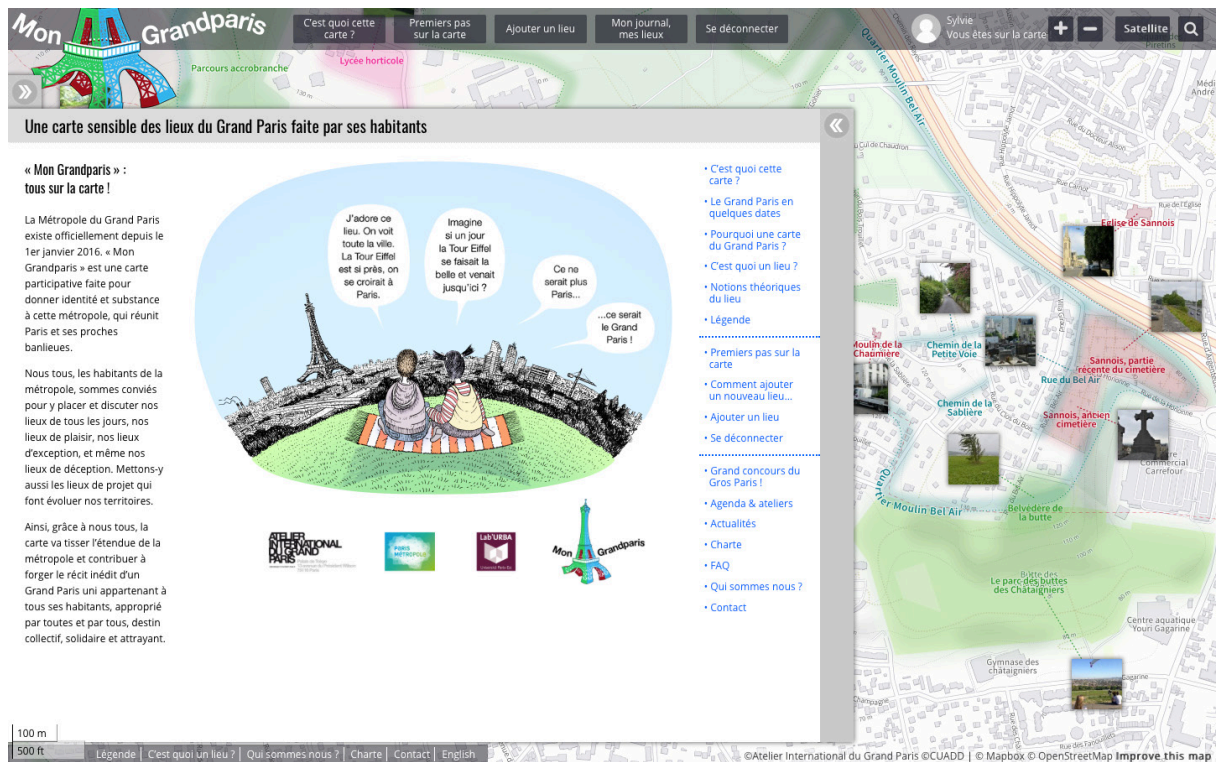 Mon Grandparis
C'est quoi cette
carte ?
Premiers pas
sur la carte
Ajouter un lieu
Mon journal,
mes lieux
Se déconnecter
Sylvie
Vous êtes sur la carte
+
−
Satellite
Parcours accrobranche
Lycée horticole
Quartier Moulin Bel Air
Une carte sensible des lieux du Grand Paris faite par ses habitants
« Mon Grandparis » :
tous sur la carte !
La Métropole du Grand Paris
existe officiellement depuis le
1er janvier 2016. « Mon
Grandparis » est une carte
participative faite pour
donner identité et substance
à cette métropole, qui réunit
Paris et ses proches
banlieues.
Nous tous, les habitants de la
métropole, sommes conviés
pour y placer et discuter nos
lieux de tous les jours, nos
lieux de plaisir, nos lieux
d'exception, et même nos
lieux de déception. Mettons-y
aussi les lieux de projet qui
font évoluer nos territoires.
Ainsi, grâce à nous tous, la
carte va tisser l'étendue de la
métropole et contribuer à
forger le récit inédit d'un
Grand Paris uni appartenant à
tous ses habitants, approprié
par toutes et par tous, destin
collectif, solidaire et attrayant.
J'adore ce
lieu. On voit
toute la ville.
La Tour Eiffel
est si près, on
se croirait à
Paris.
Imagine
si un jour
la Tour Eiffel
se faisait la
belle et venait
jusqu'ici ?
Ce ne
serait plus
Paris...
...ce serait
le Grand
Paris !
ATELIER
INTERNATIONAL
DU GRAND
PARIS
PARIS
METROPOLE
Lab'URBA
Mon Grandparis
• C'est quoi cette
carte ?
• Le Grand Paris en
quelques dates
• Pourquoi une carte
du Grand Paris ?
• C'est quoi un lieu ?
• Notions théoriques
du lieu
• Légende
• Premiers pas sur la
carte
• Comment ajouter
un nouveau lieu...
• Ajouter un lieu
• Se déconnecter
• Grand concours du
Gros Paris !
• Agenda & ateliers
• Actualités
• Charte
• FAQ
• Qui sommes nous ?
• Contact
Rue du Docteur Alson
Rue Carnot
Rue de l'Eglise
Eglise de Sannois
Moulin de la
Chaumière
Chemin de la
Petite Voie
Sannois, partie
récente du cimetière
Rue du Bel Air
Chemin de la
Sablière
Sannois, ancien
cimetière
Commercial
Carrefour
Quartier Moulin Bel Air
Belvédère de
la butte
Butte des
Le parc des buttes
des Châtaigniers
Centre aquatique
Youri Gagarine
Gymnase des
châtaigniers
100 m
500 ft
Légende | C'est quoi un lieu ? | Qui sommes nous ? | Charte | Contact | English
©Atelier International du Grand Paris ©CUADD | © Mapbox © OpenStreetMap Improve this map